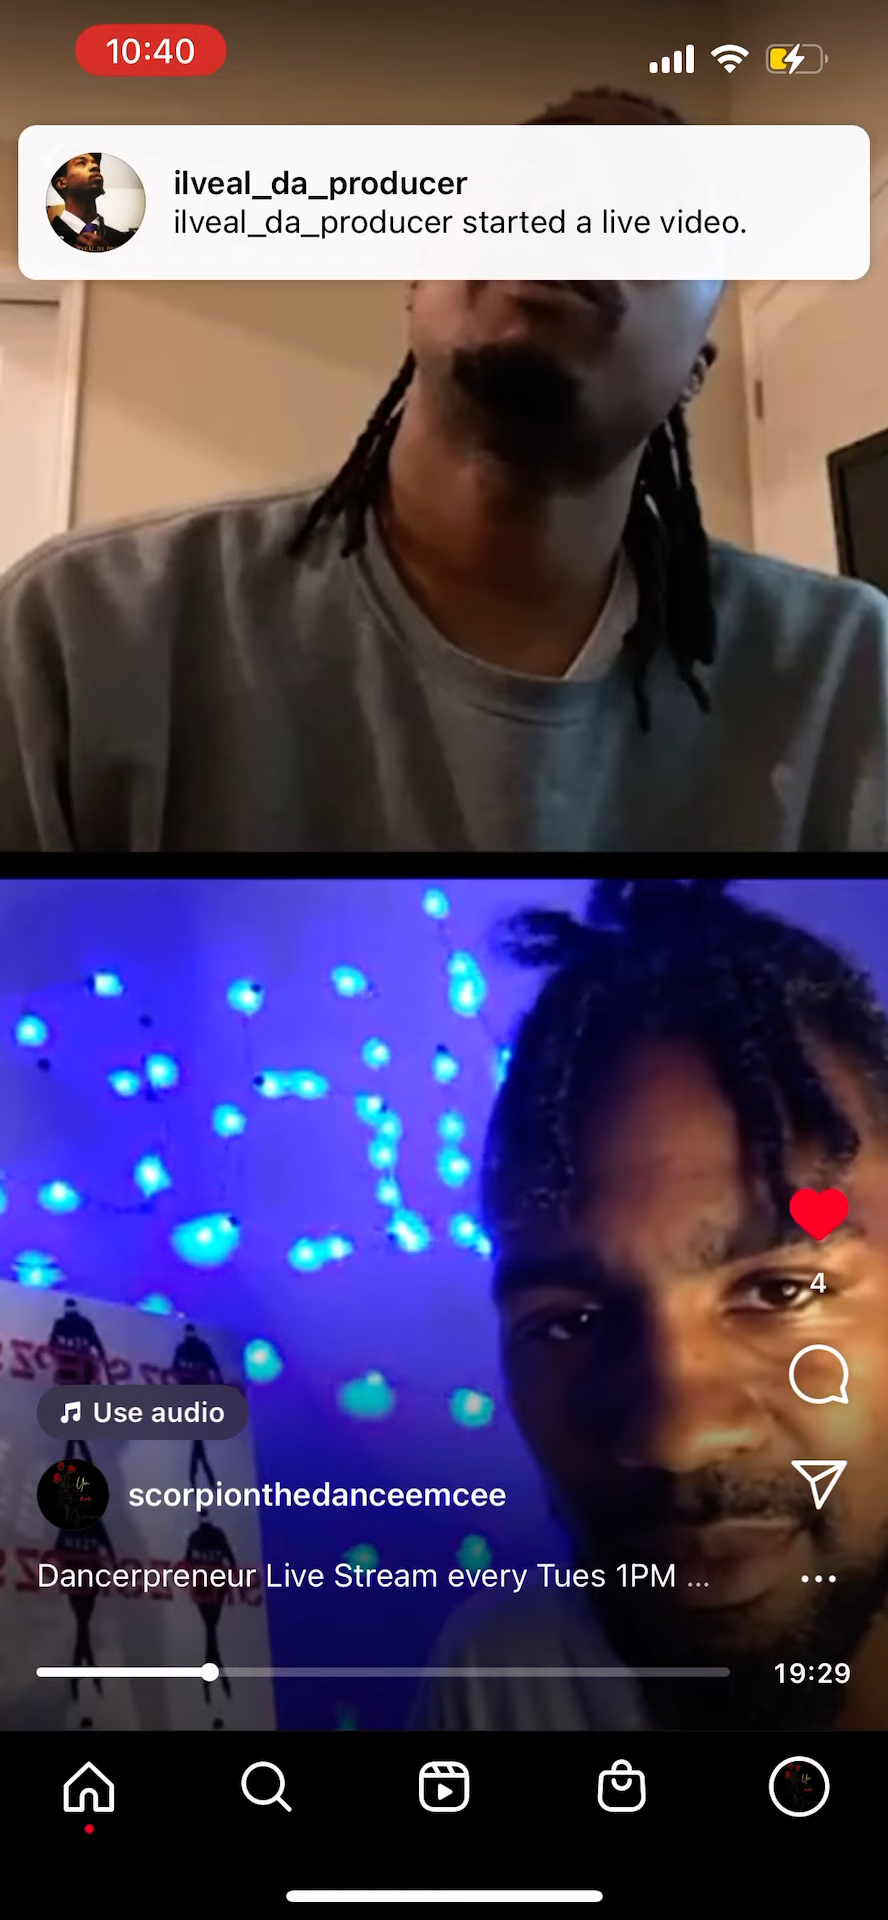 10:40
ilveal_da_producer
ilveal_da_producer started a live video.
4
Use audio
scorpionthedanceemcee
Dancerpreneur Live Stream every Tues 1PM ...
19:29